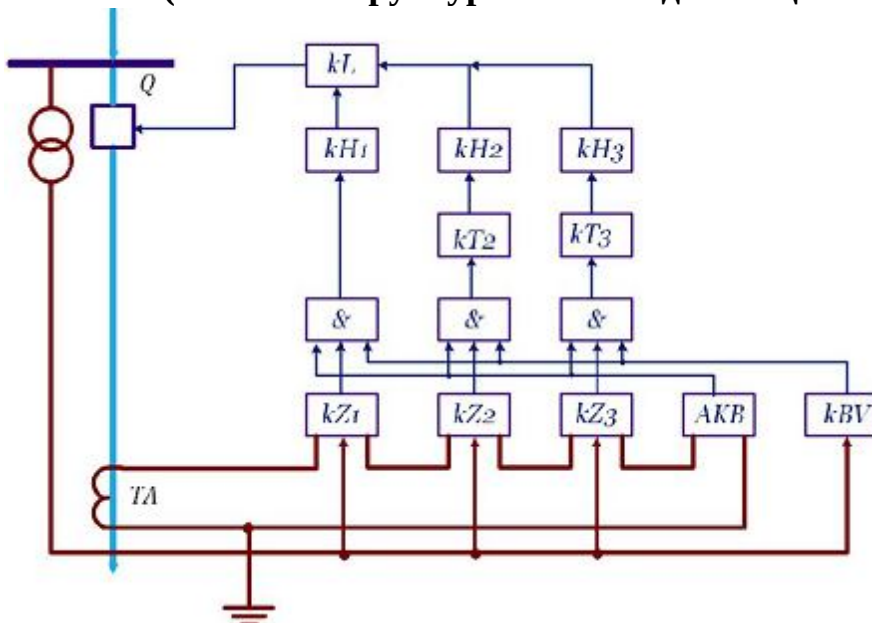 Q
kL
kH1 kH2 kH3
kT2 kT3
& & &
kZ1 kZ2 kZ3 AKB kBV
TA